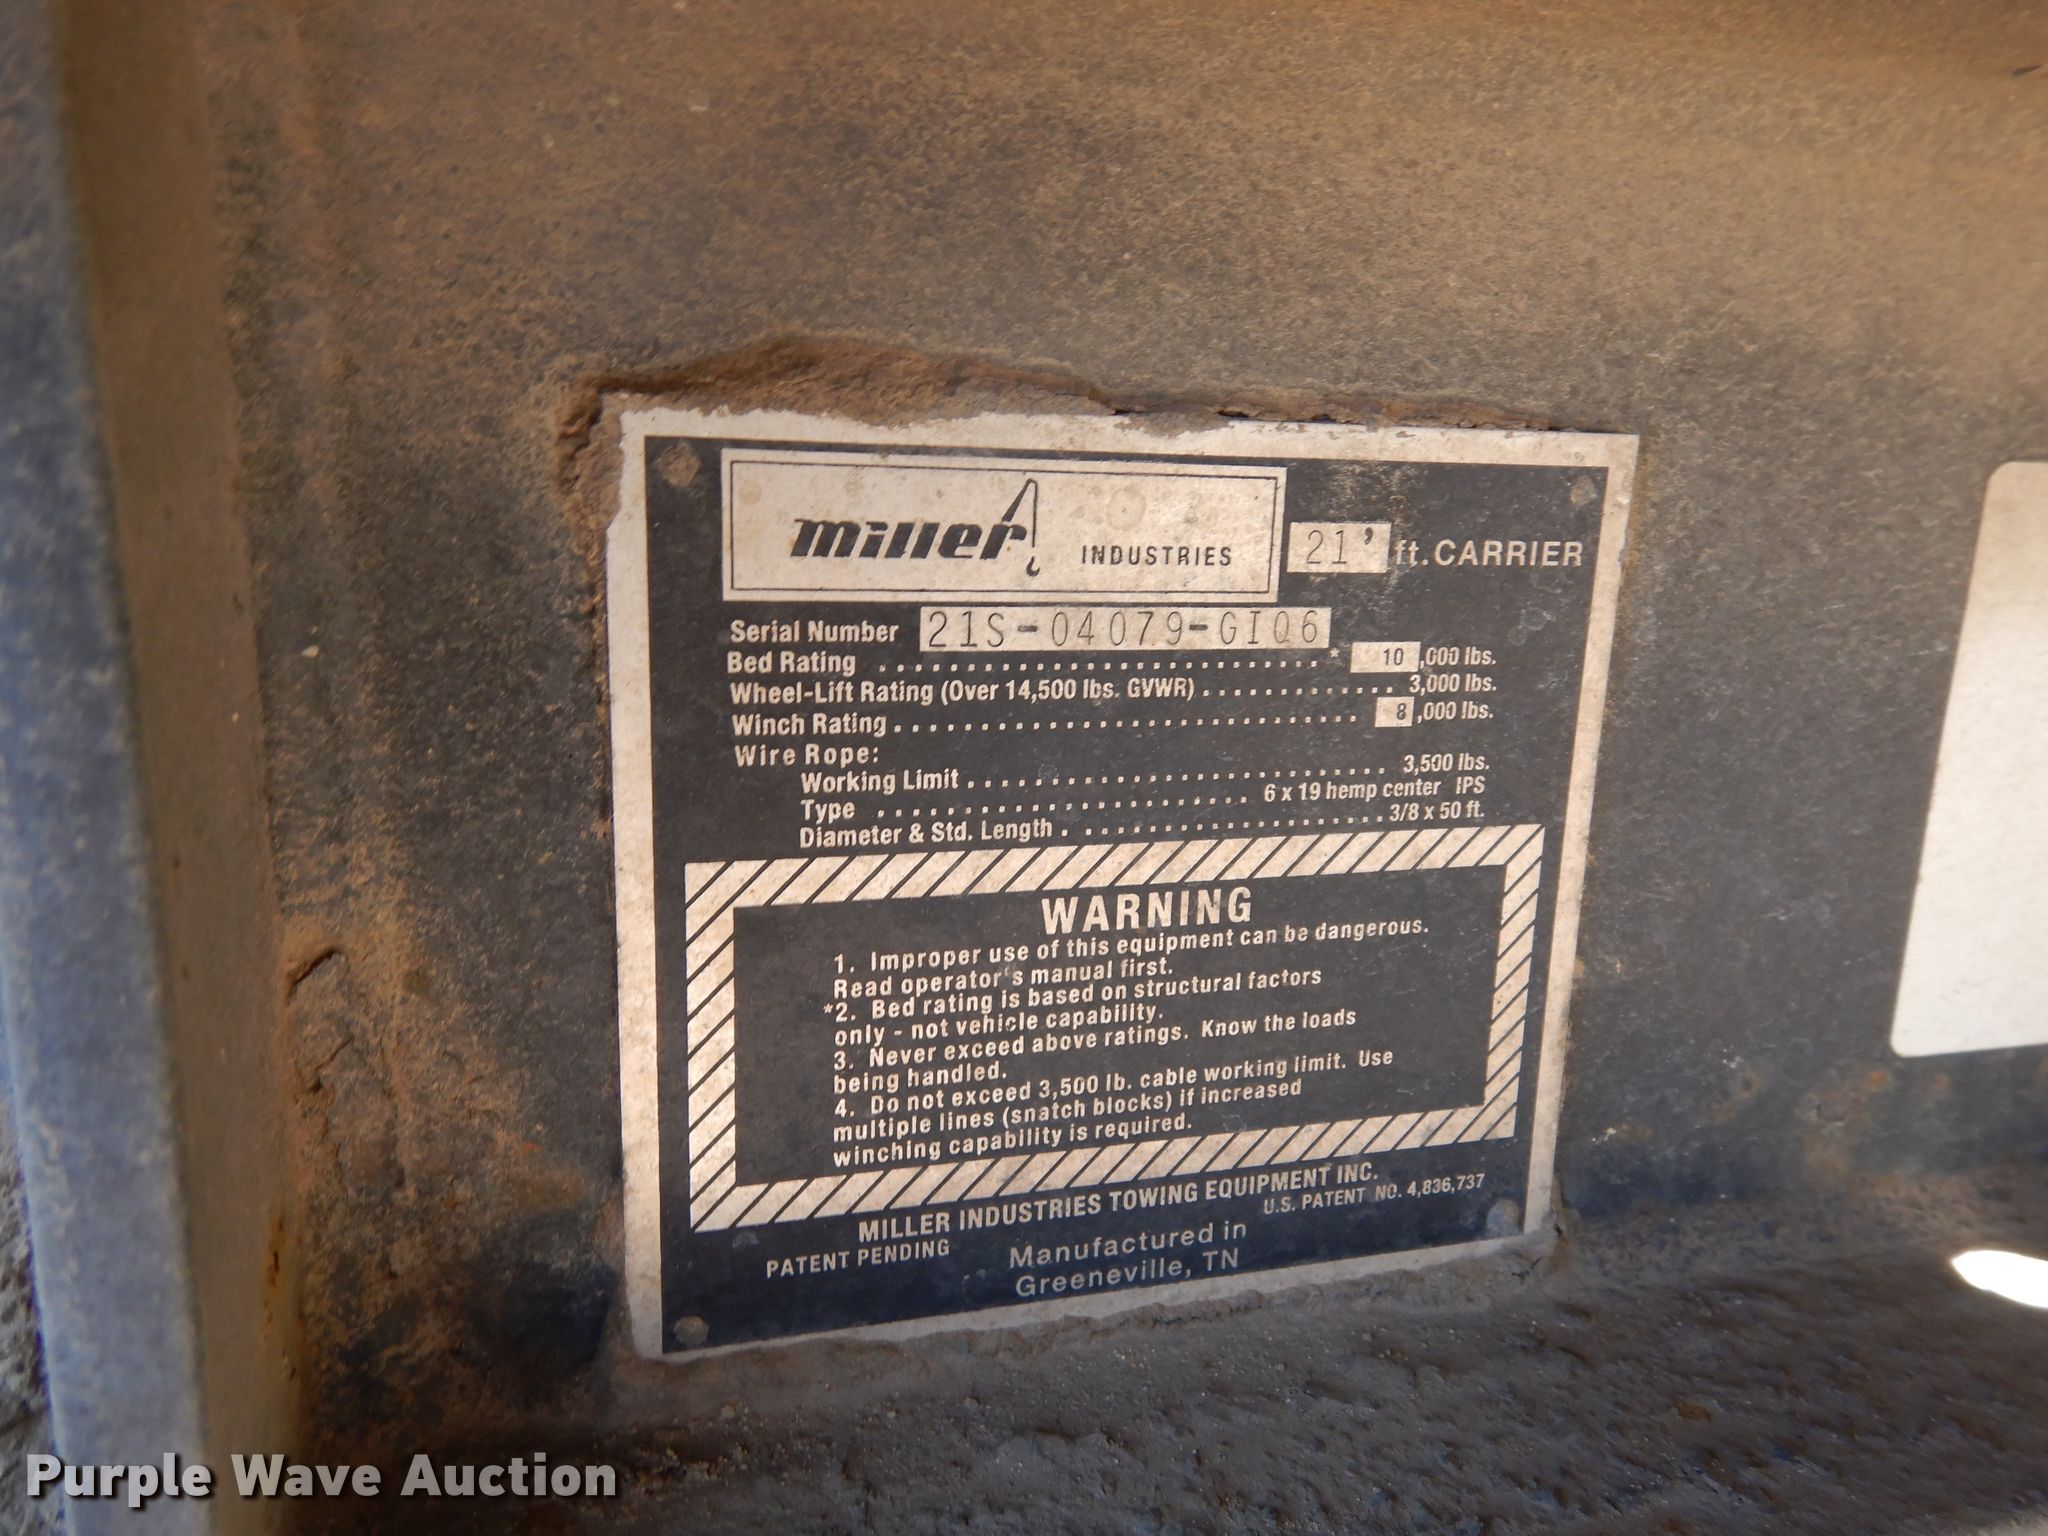 miller INDUSTRIES 21' ft. CARRIER
Serial Number 21S-04079-GIQ6
Bed Rating ........................... * 10 ,000 lbs.
Wheel-Lift Rating (Over 14,500 lbs. GVWR) ............. 3,000 lbs.
Winch Rating ............................... 8 ,000 lbs.
Wire Rope:
Working Limit ........................... 3,500 lbs.
Type ........................ 6 x 19 hemp center IPS
Diameter & Std. Length ...................... 3/8 x 50 ft.
WARNING
1. Improper use of this equipment can be dangerous.
Read operator's manual first.
*2. Bed rating is based on structural factors
only - not vehicle capability.
3. Never exceed above ratings. Know the loads
being handled.
4. Do not exceed 3,500 lb. cable working limit. Use
multiple lines (snatch blocks) if increased
winching capability is required.
MILLER INDUSTRIES TOWING EQUIPMENT INC.
PATENT PENDING U.S. PATENT NO. 4,836,737
Manufactured in
Greeneville, TN
Purple Wave Auction